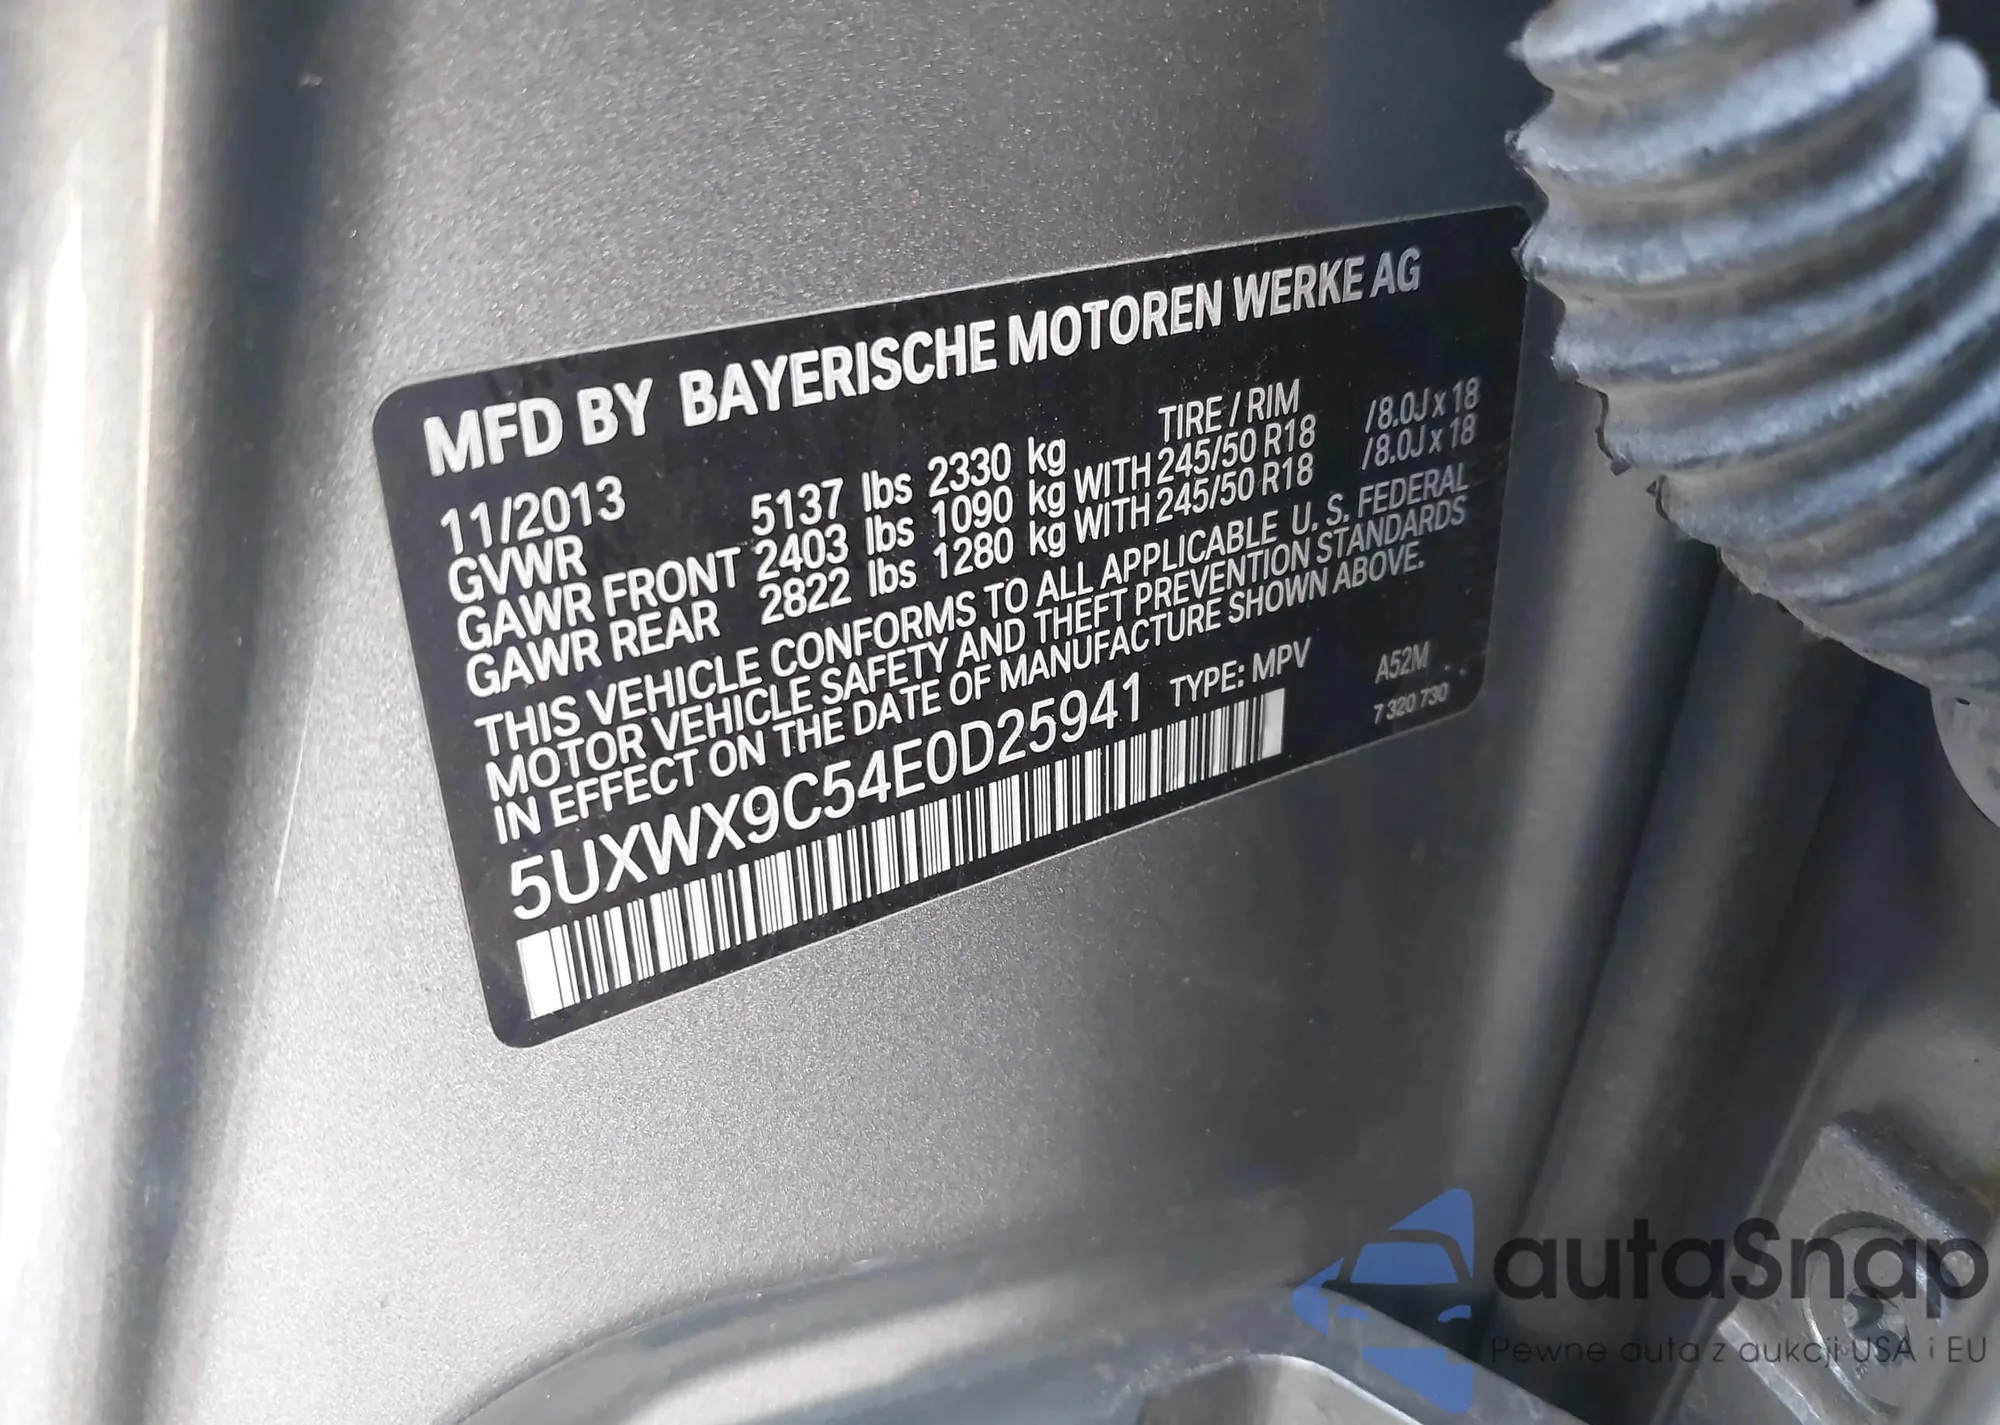 MFD BY BAYERISCHE MOTOREN WERKE AG
11/2013 TIRE / RIM
GVWR 5137 lbs 2330 kg
GAWR FRONT 2403 lbs 1090 kg WITH 245/50 R18 /8.0J x 18
GAWR REAR 2822 lbs 1280 kg WITH 245/50 R18 /8.0J x 18
THIS VEHICLE CONFORMS TO ALL APPLICABLE U. S. FEDERAL
MOTOR VEHICLE SAFETY AND THEFT PREVENTION STANDARDS
IN EFFECT ON THE DATE OF MANUFACTURE SHOWN ABOVE.
5UXWX9C54E0D25941 TYPE: MPV A52M
7 320 730
autaSnap
Pewne auta z aukcji USA i EU